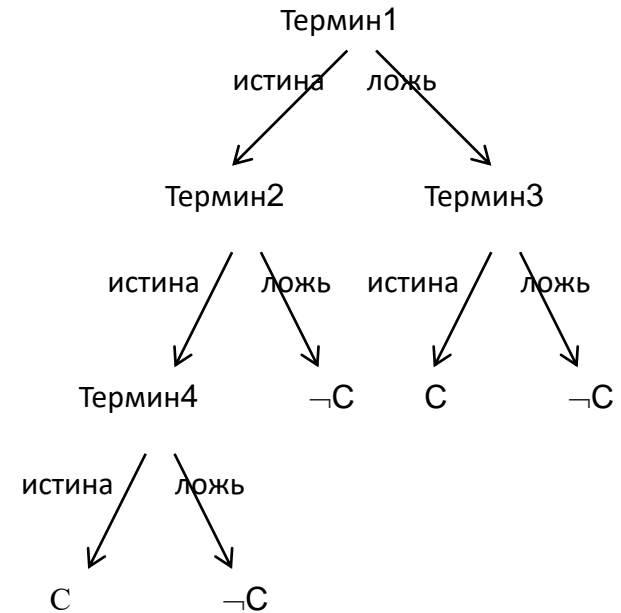 Термин1
истина ложь
Термин2 Термин3
истина ложь истина ложь
Термин4 ¬C C ¬C
истина ложь
C ¬C